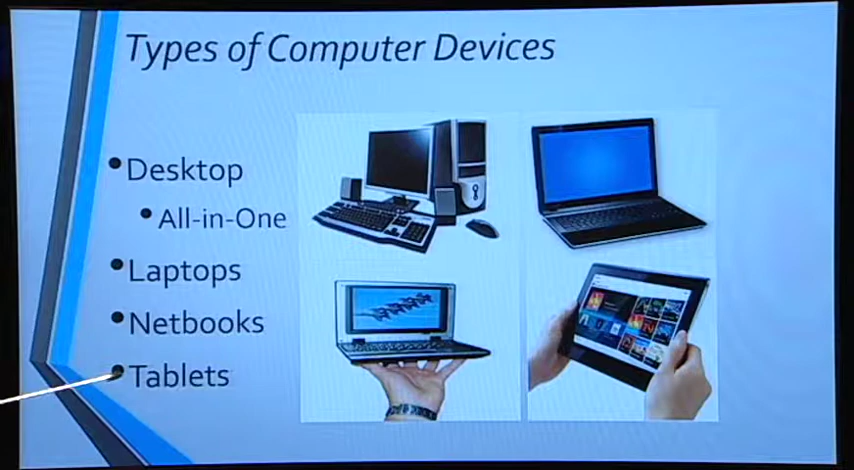 Types of Computer Devices
• Desktop
• All-in-One
• Laptops
• Netbooks
• Tablets